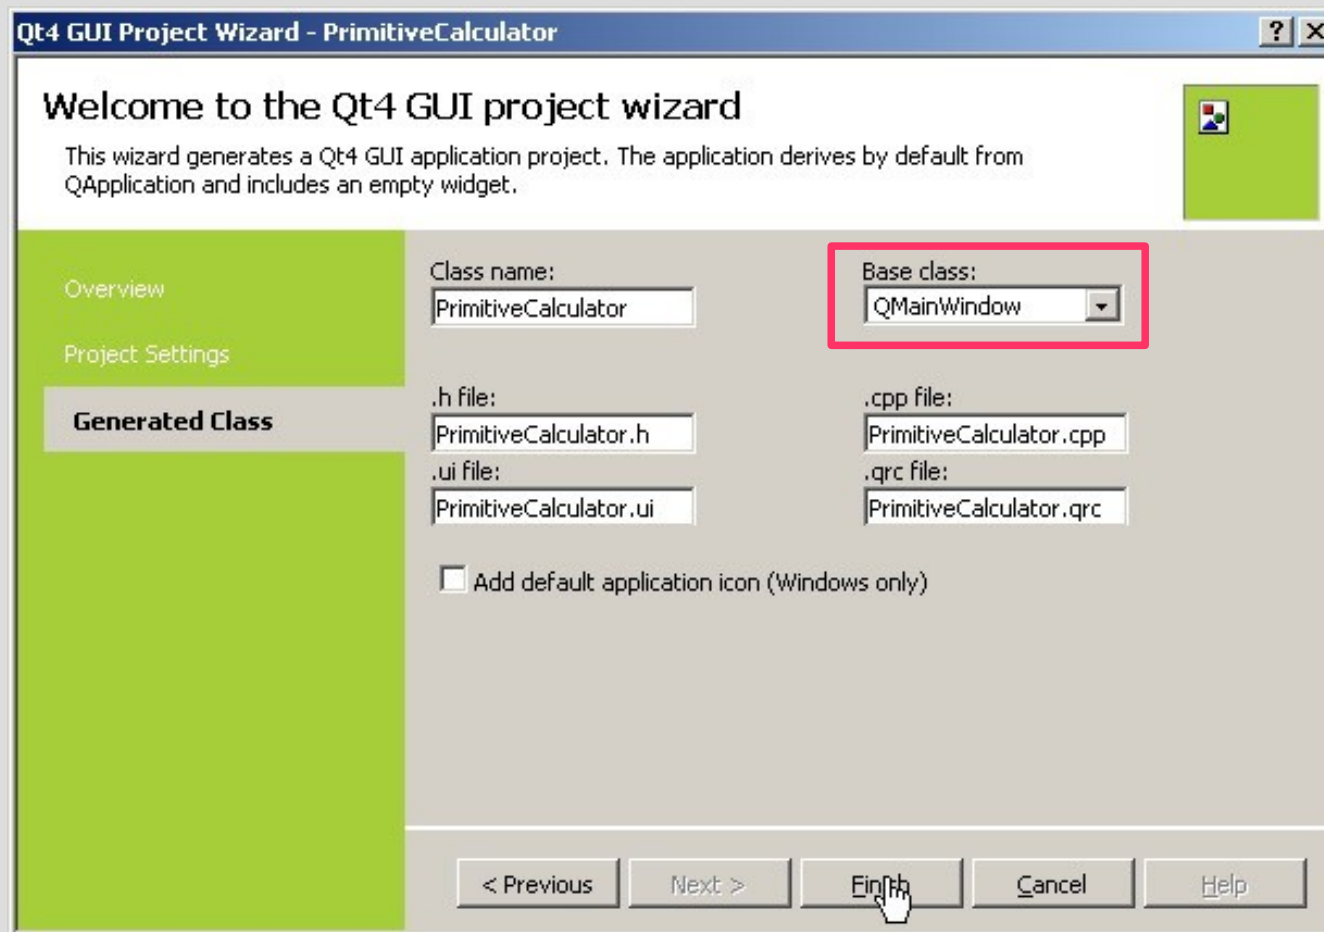 Qt4 GUI Project Wizard - PrimitiveCalculator
Welcome to the Qt4 GUI project wizard
This wizard generates a Qt4 GUI application project. The application derives by default from
QApplication and includes an empty widget.
Overview
Project Settings
Generated Class
Class name:
PrimitiveCalculator
Base class:
QMainWindow
.h file:
PrimitiveCalculator.h
.cpp file:
PrimitiveCalculator.cpp
.ui file:
PrimitiveCalculator.ui
.qrc file:
PrimitiveCalculator.qrc
Add default application icon (Windows only)
< Previous
Next >
Finish
Cancel
Help